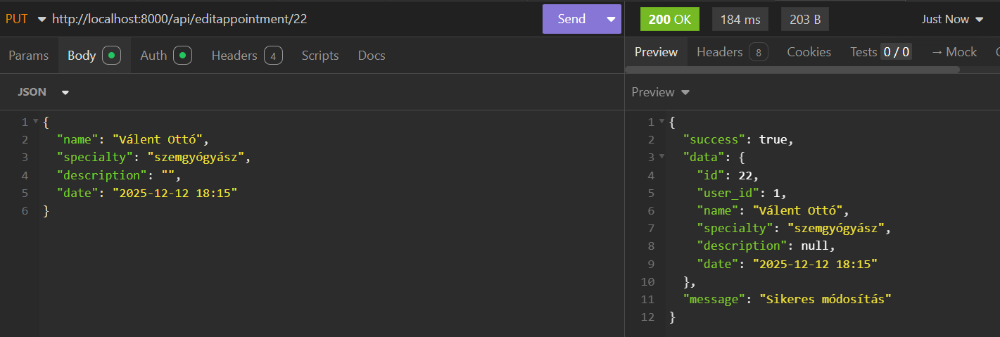 PUT http://localhost:8000/api/editappointment/22 Send 200 OK 184 ms 203 B Just Now
Params Body Auth Headers 4 Scripts Docs Preview Headers 8 Cookies Tests 0 / 0 → Mock
JSON Preview
1 {
2 "name": "Válent Ottó",
3 "specialty": "szemgyógyász",
4 "description": "",
5 "date": "2025-12-12 18:15"
6 }
1 {
2 "success": true,
3 "data": {
4 "id": 22,
5 "user_id": 1,
6 "name": "Válent Ottó",
7 "specialty": "szemgyógyász",
8 "description": null,
9 "date": "2025-12-12 18:15"
10 },
11 "message": "Sikeres módosítás"
12 }